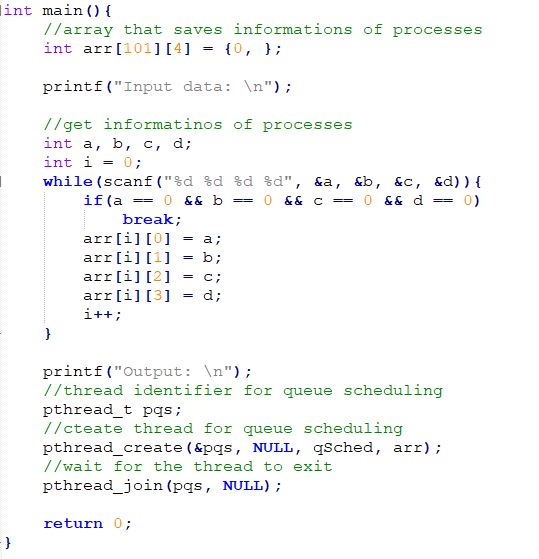 int main(){
//array that saves informations of processes
int arr[101][4] = {0, };
printf("Input data: \n");
//get informatinos of processes
int a, b, c, d;
int i = 0;
while(scanf("%d %d %d %d", &a, &b, &c, &d)){
if(a == 0 && b == 0 && c == 0 && d == 0)
break;
arr[i][0] = a;
arr[i][1] = b;
arr[i][2] = c;
arr[i][3] = d;
i++;
}
printf("Output: \n");
//thread identifier for queue scheduling
pthread_t pqs;
//cteate thread for queue scheduling
pthread_create(&pqs, NULL, qSched, arr);
//wait for the thread to exit
pthread_join(pqs, NULL);
return 0;
}